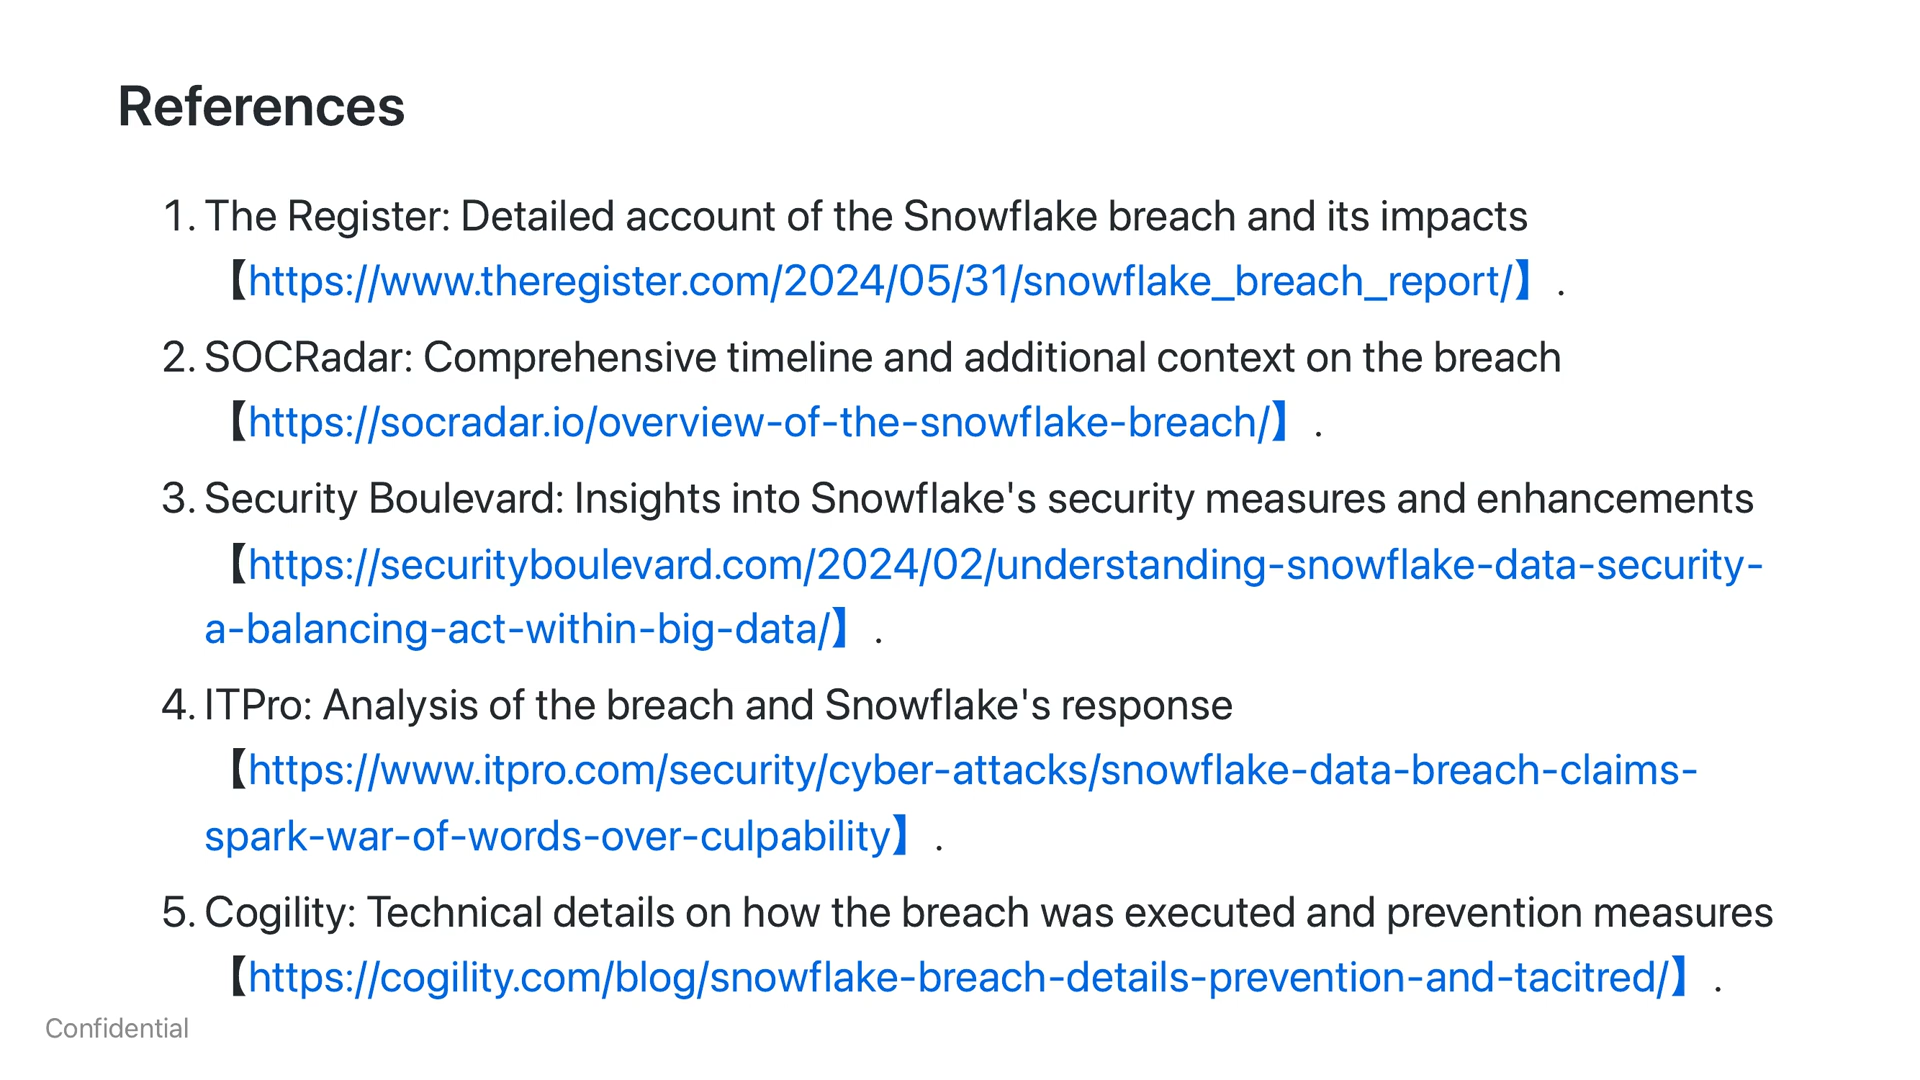 References
1. The Register: Detailed account of the Snowflake breach and its impacts
【https://www.theregister.com/2024/05/31/snowflake_breach_report/】.
2. SOCRadar: Comprehensive timeline and additional context on the breach
【https://socradar.io/overview-of-the-snowflake-breach/】.
3. Security Boulevard: Insights into Snowflake's security measures and enhancements
【https://securityboulevard.com/2024/02/understanding-snowflake-data-security-
a-balancing-act-within-big-data/】.
4. ITPro: Analysis of the breach and Snowflake's response
【https://www.itpro.com/security/cyber-attacks/snowflake-data-breach-claims-
spark-war-of-words-over-culpability】.
5. Cogility: Technical details on how the breach was executed and prevention measures
【https://cogility.com/blog/snowflake-breach-details-prevention-and-tacitred/】.
Confidential